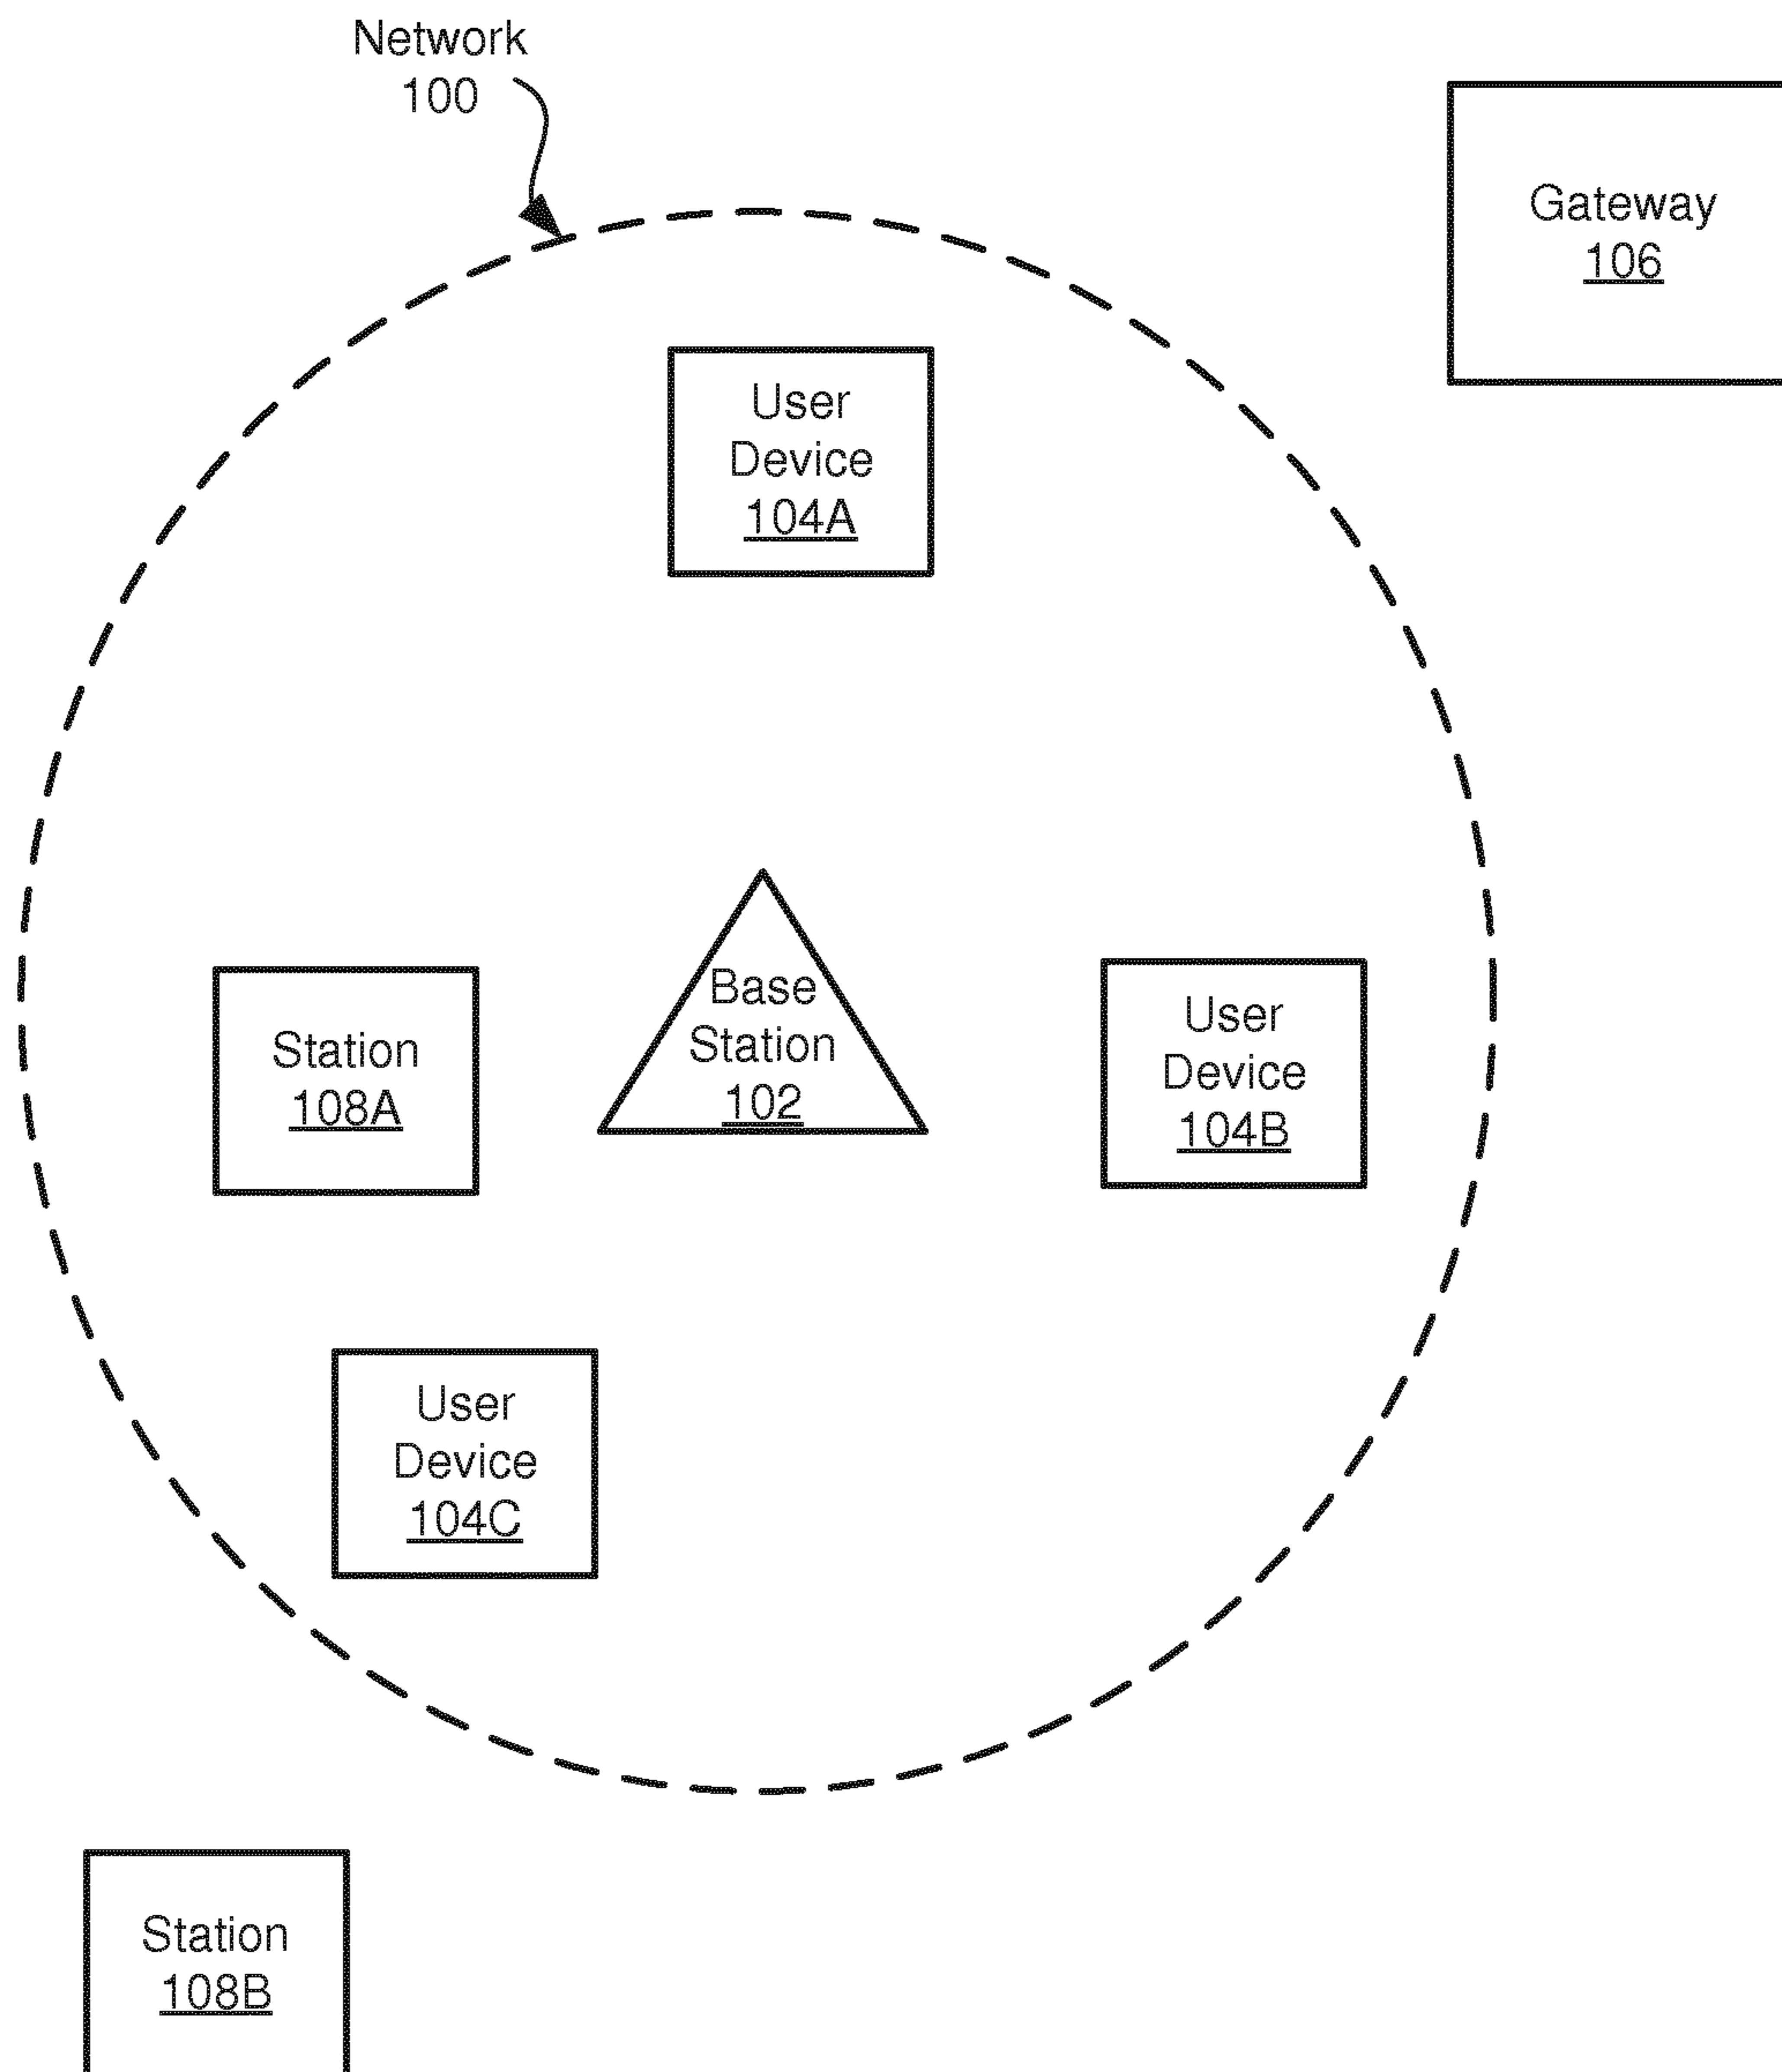 Network
100
Gateway
106
User
Device
104A
Base
Station
102
Station
108A
User
Device
104B
User
Device
104C
Station
108B